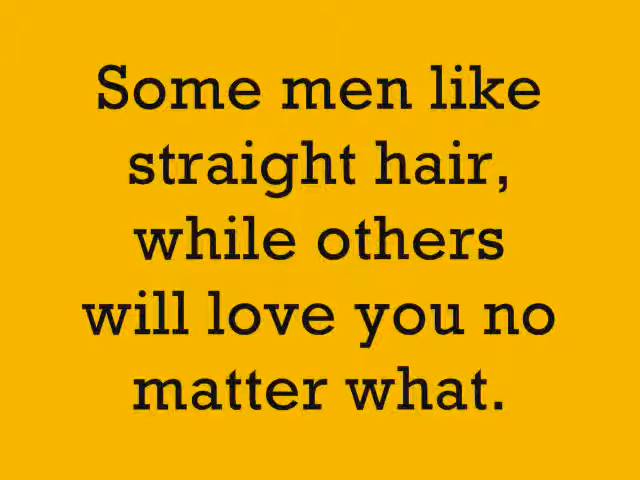 Some men like
straight hair,
while others
will love you no
matter what.